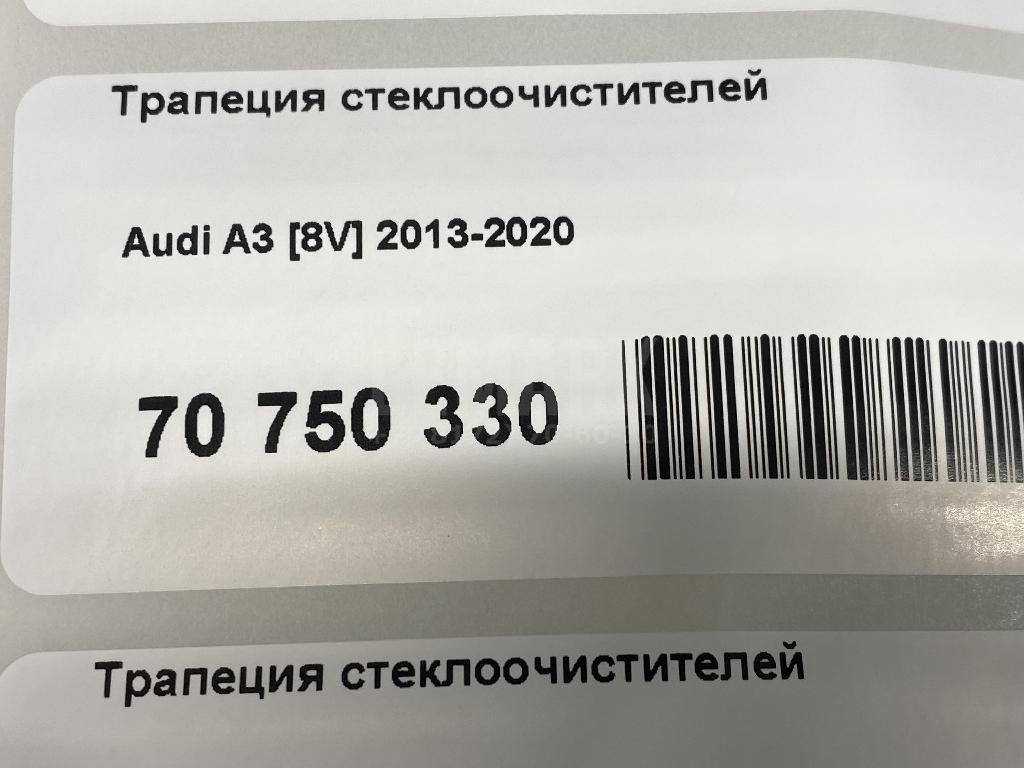 Трапеция стеклоочистителей
Audi A3 [8V] 2013-2020
70 750 330
Трапеция стеклоочистителей